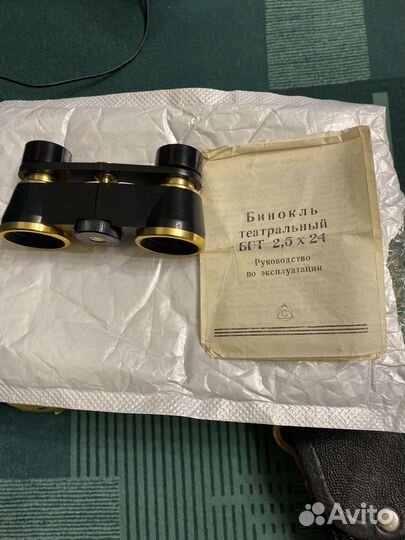 Бинокль
театральный
БГТ 2,5 х 24
Руководство
по эксплуатации
С
Avito